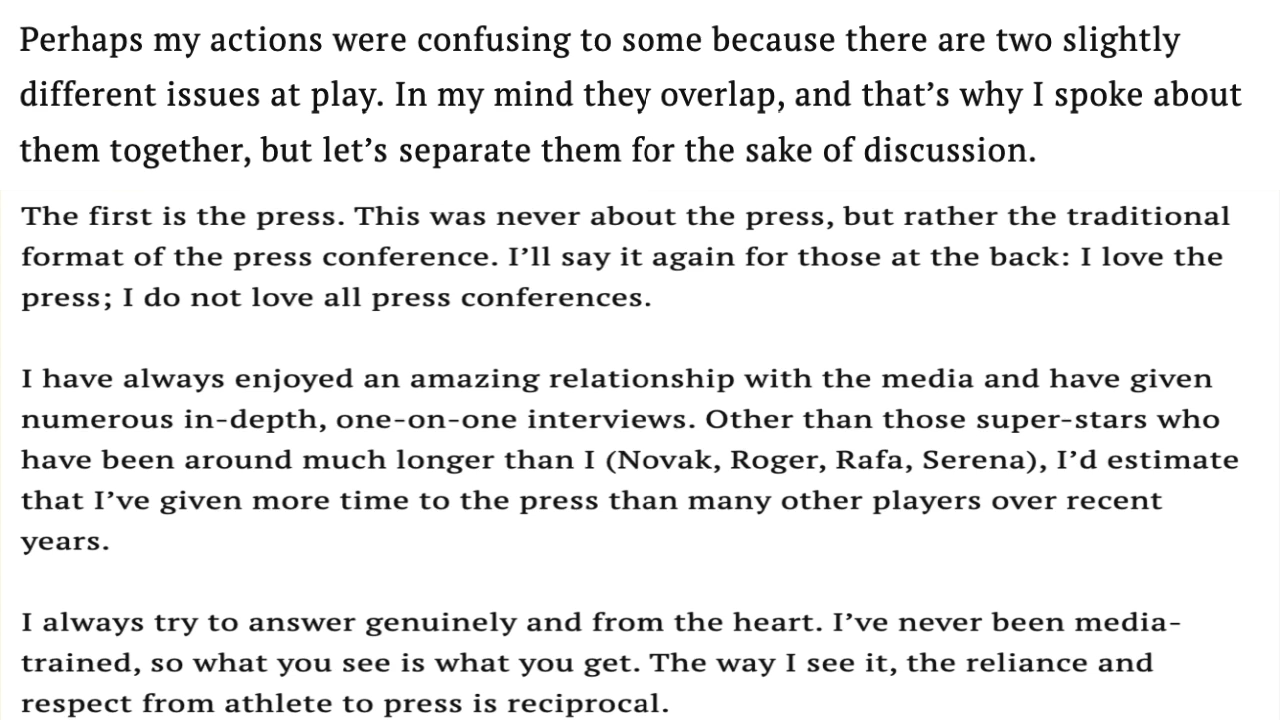 Perhaps my actions were confusing to some because there are two slightly
different issues at play. In my mind they overlap, and that’s why I spoke about
them together, but let’s separate them for the sake of discussion.
The first is the press. This was never about the press, but rather the traditional
format of the press conference. I’ll say it again for those at the back: I love the
press; I do not love all press conferences.
I have always enjoyed an amazing relationship with the media and have given
numerous in-depth, one-on-one interviews. Other than those super-stars who
have been around much longer than I (Novak, Roger, Rafa, Serena), I’d estimate
that I’ve given more time to the press than many other players over recent
years.
I always try to answer genuinely and from the heart. I’ve never been media-
trained, so what you see is what you get. The way I see it, the reliance and
respect from athlete to press is reciprocal.